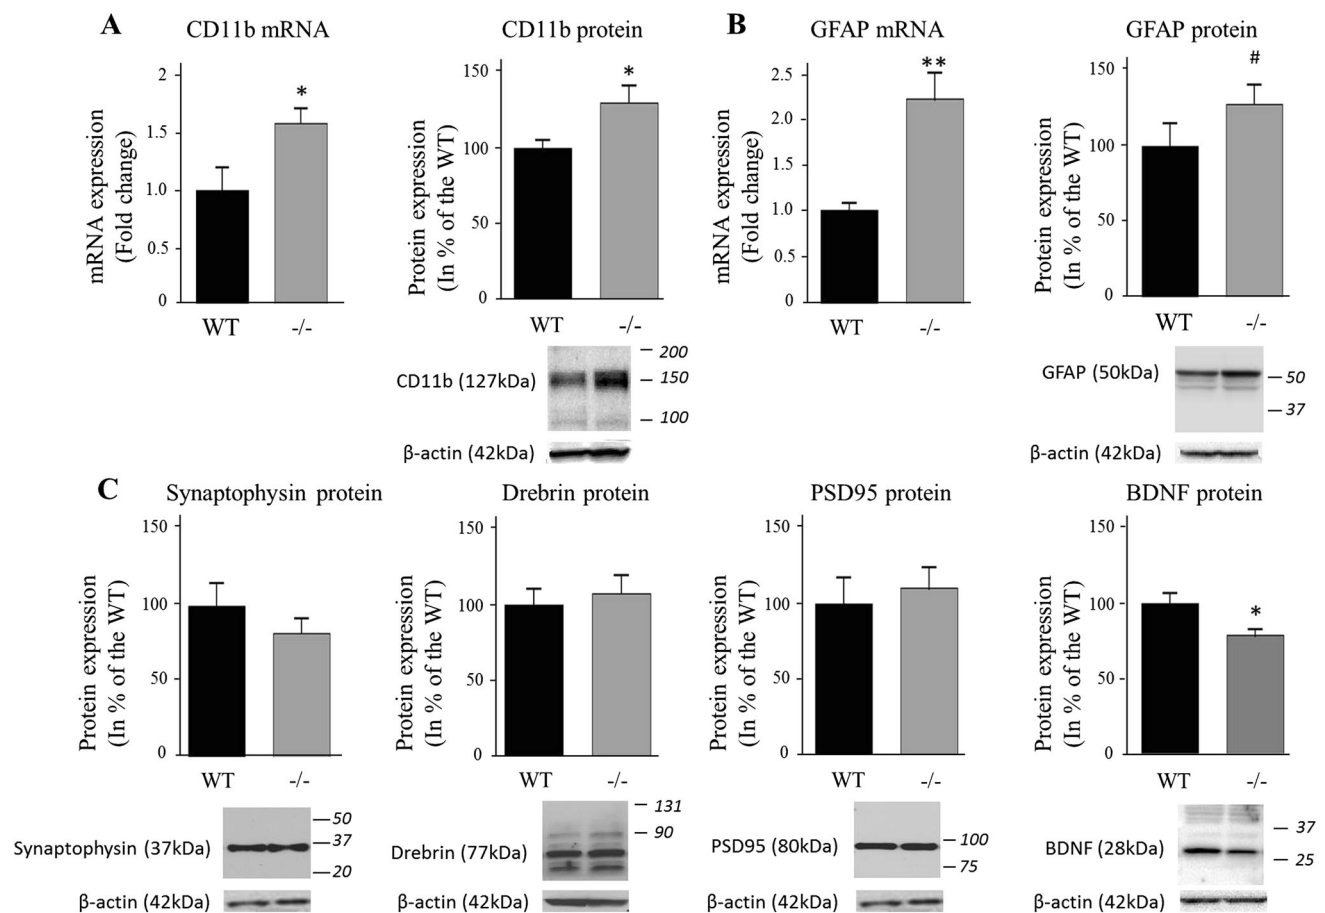 A
CD11b mRNA
mRNA expression
(Fold change)
2
1.5
1.0
0.5
0
*
WT
-/-
CD11b protein
Protein expression
(In % of the WT)
150
100
50
0
*
WT
-/-
CD11b (127kDa)
200
150
100
β-actin (42kDa)
B
GFAP mRNA
mRNA expression
(Fold change)
2.5
2.0
1.5
1.0
0.5
0
**
WT
-/-
GFAP protein
Protein expression
(In % of the WT)
150
100
50
0
#
WT
-/-
GFAP (50kDa)
50
37
β-actin (42kDa)
C
Synaptophysin protein
Protein expression
(In % of the WT)
150
100
50
0
WT
-/-
Synaptophysin (37kDa)
50
37
20
β-actin (42kDa)
Drebrin protein
Protein expression
(In % of the WT)
150
100
50
0
WT
-/-
Drebrin (77kDa)
131
90
β-actin (42kDa)
PSD95 protein
Protein expression
(In % of the WT)
150
100
50
0
WT
-/-
PSD95 (80kDa)
100
75
β-actin (42kDa)
BDNF protein
Protein expression
(In % of the WT)
150
100
50
0
*
WT
-/-
BDNF (28kDa)
37
25
β-actin (42kDa)